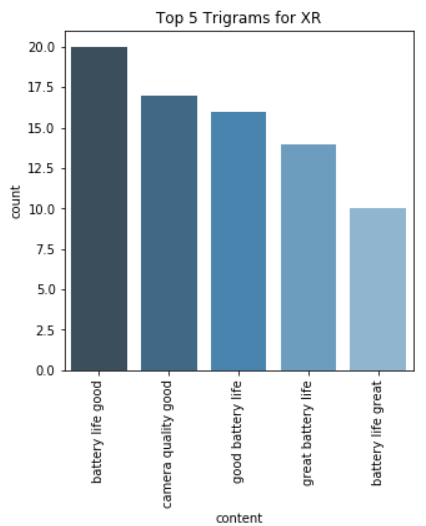 Top 5 Trigrams for XR
20.0
17.5
15.0
12.5
10.0
7.5
5.0
2.5
0.0
count
battery life good
camera quality good
good battery life
great battery life
battery life great
content